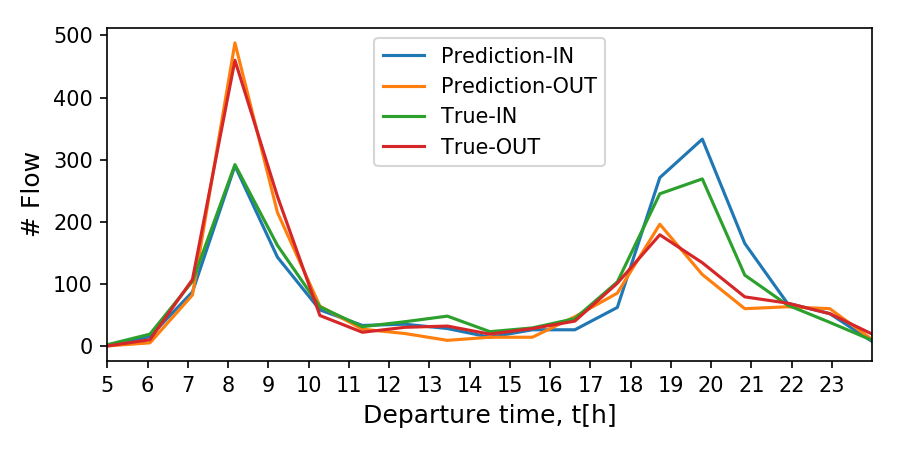 500
400
300
200
100
0
# Flow
Prediction-IN
Prediction-OUT
True-IN
True-OUT
5 6 7 8 9 10 11 12 13 14 15 16 17 18 19 20 21 22 23
Departure time, t[h]